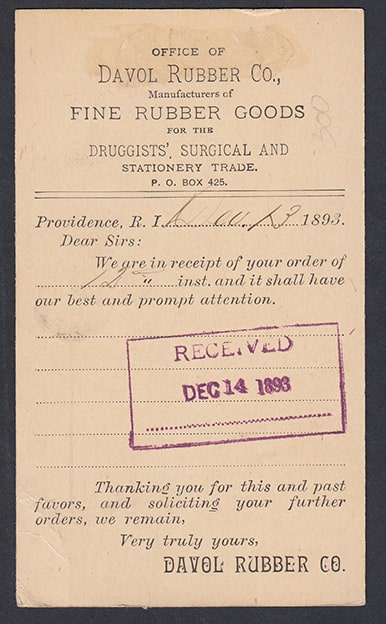 OFFICE OF
DAVOL RUBBER CO.,
Manufacturers of
FINE RUBBER GOODS
FOR THE
DRUGGISTS', SURGICAL AND
STATIONERY TRADE.
P. O. BOX 425.
300
Providence, R. I. 13 1893.
Dear Sirs:
We are in receipt of your order of
12 " inst. and it shall have
our best and prompt attention.
RECEIVED
DEC 14 1893
Thanking you for this and past
favors, and soliciting your further
orders, we remain,
Very truly yours,
DAVOL RUBBER CO.